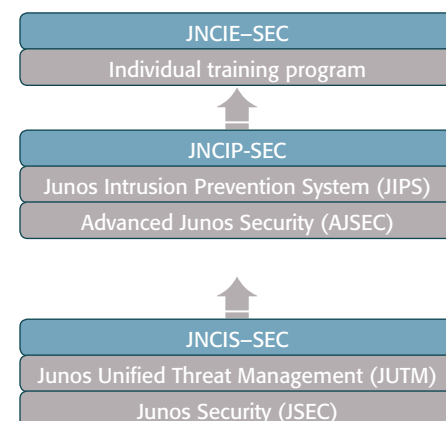 JNCIE–SEC
Individual training program
JNCIP-SEC
Junos Intrusion Prevention System (JIPS)
Advanced Junos Security (AJSEC)
JNCIS–SEC
Junos Unified Threat Management (JUTM)
Junos Security (JSEC)